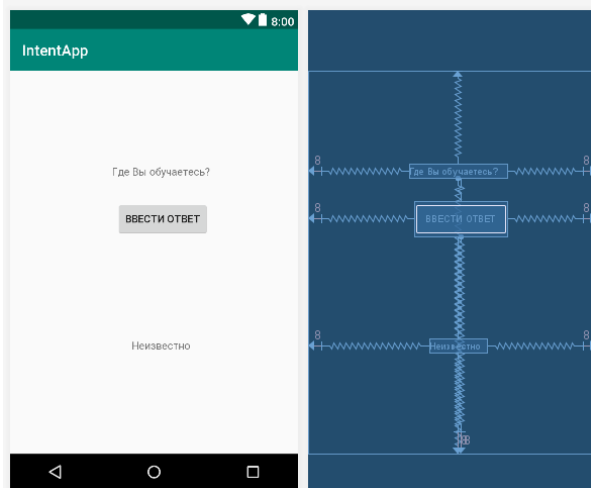 8:00
IntentApp
Где Вы обучаетесь?
ВВЕСТИ ОТВЕТ
Неизвестно
8
Где Вы обучаетесь?
8
8
ВВЕСТИ ОТВЕТ
8
8
Неизвестно
8